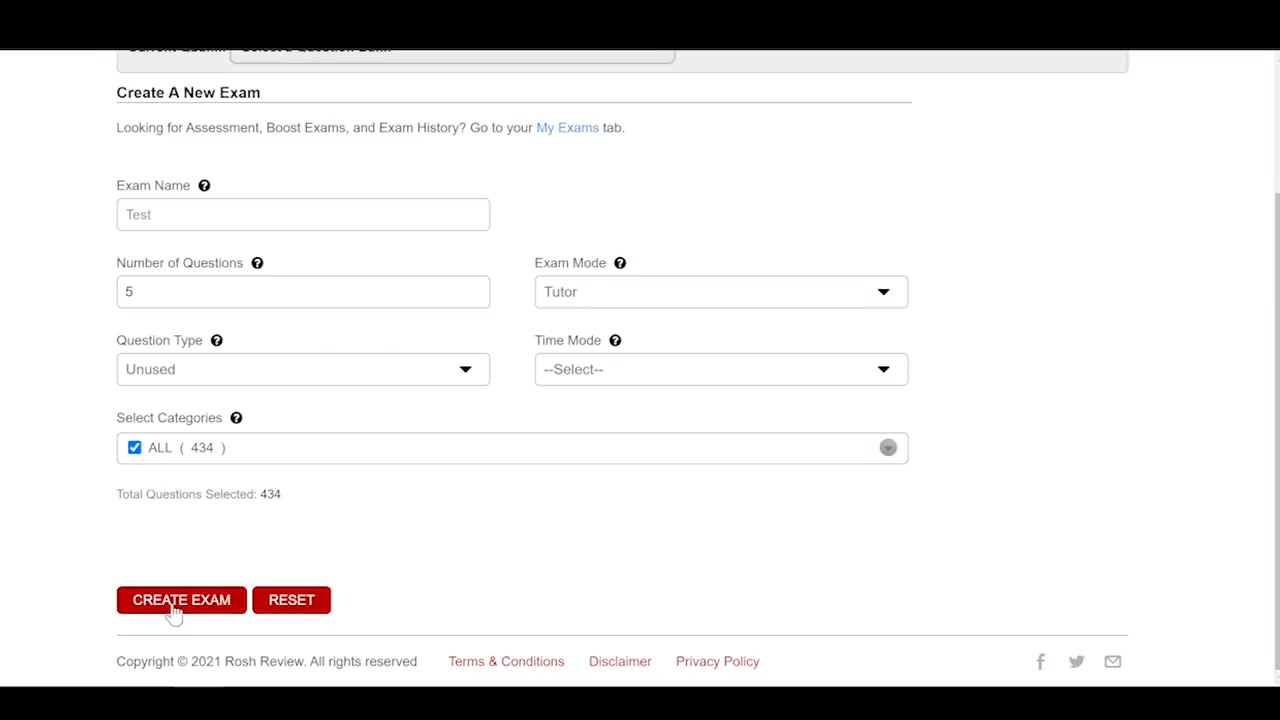 Create A New Exam
Looking for Assessment, Boost Exams, and Exam History? Go to your My Exams tab.
Exam Name ?
Test
Number of Questions ? Exam Mode ?
5 Tutor
Question Type ? Time Mode ?
Unused --Select--
Select Categories ?
ALL ( 434 )
Total Questions Selected: 434
CREATE EXAM RESET
Copyright © 2021 Rosh Review. All rights reserved Terms & Conditions Disclaimer Privacy Policy